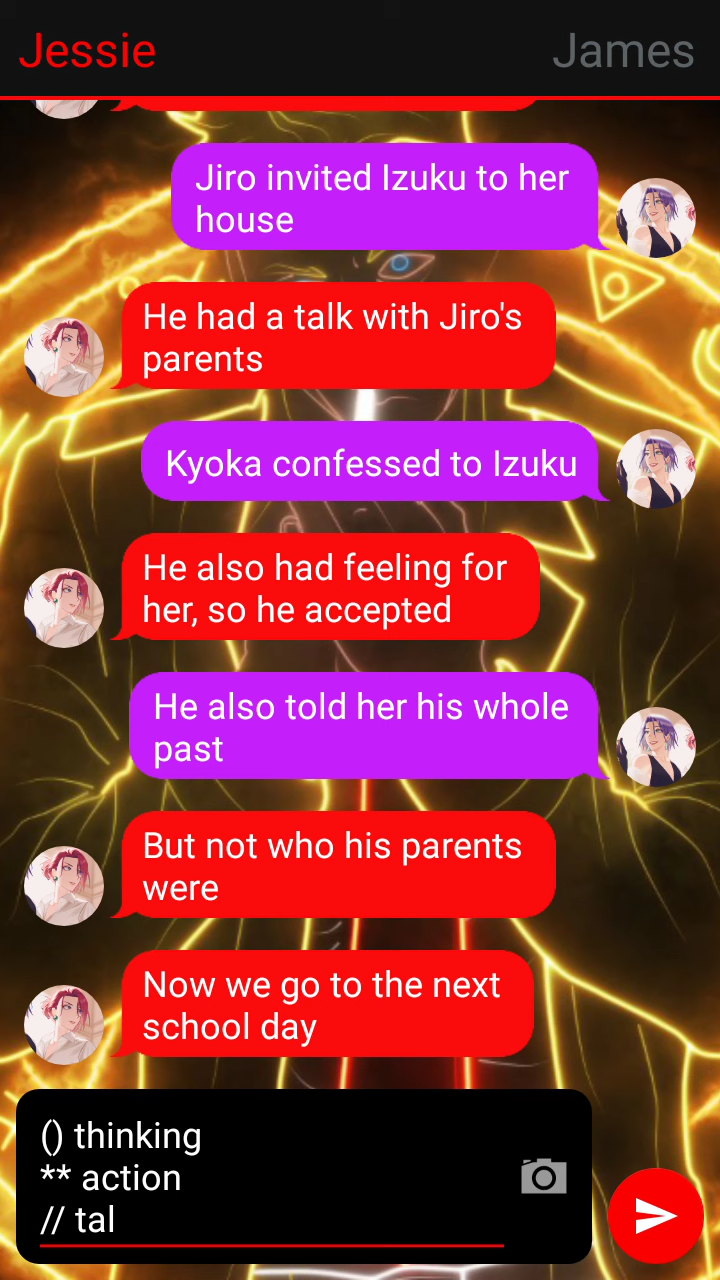 Jessie
James
Jiro invited Izuku to her
house
He had a talk with Jiro's
parents
Kyoka confessed to Izuku
He also had feeling for
her, so he accepted
He also told her his whole
past
But not who his parents
were
Now we go to the next
school day
() thinking
** action
// tal